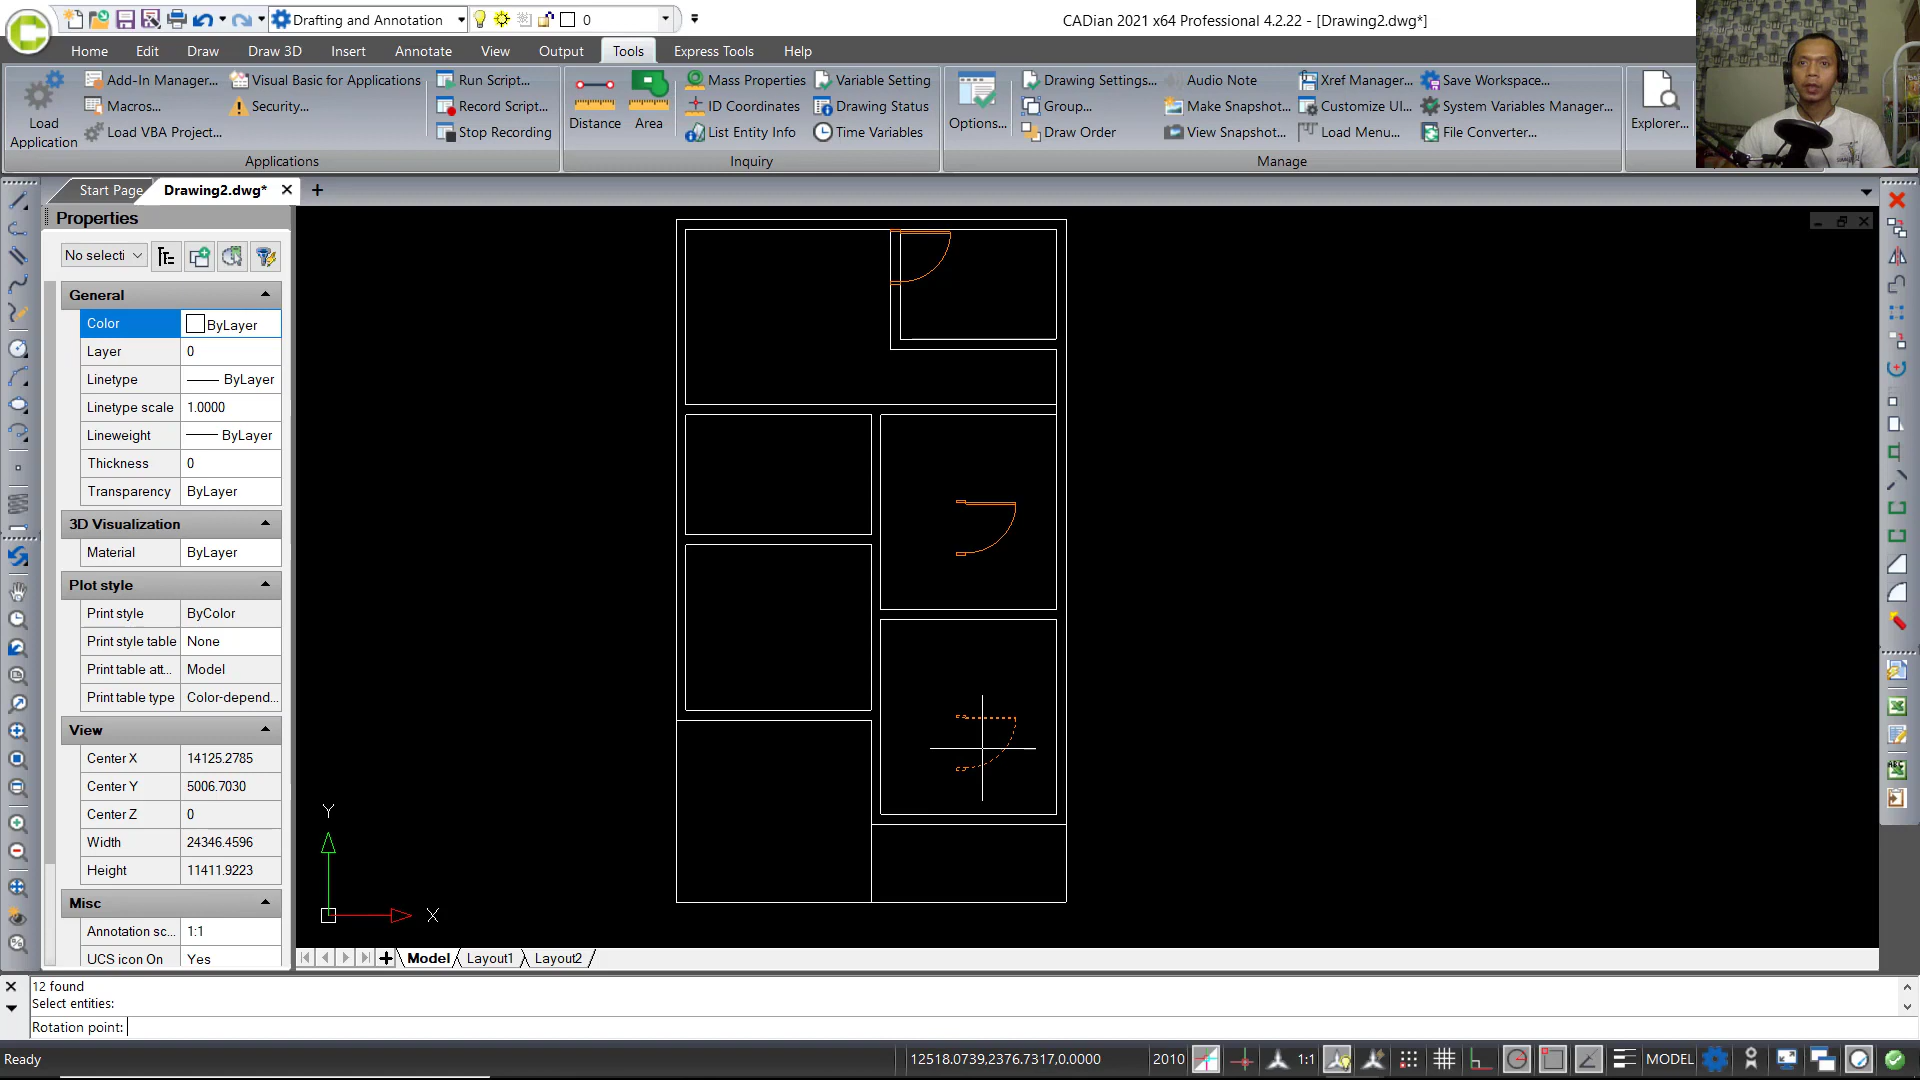 Drafting and Annotation
0
CADian 2021 x64 Professional 4.2.22 - [Drawing2.dwg*]
Home Edit Draw Draw 3D Insert Annotate View Output Tools Express Tools Help
Load Application
Add-In Manager...
Macros...
Load VBA Project...
Visual Basic for Applications
Security...
Run Script...
Record Script...
Stop Recording
Applications
Distance
Area
Mass Properties
ID Coordinates
List Entity Info
Variable Setting
Drawing Status
Time Variables
Inquiry
Options...
Drawing Settings...
Group...
Draw Order
Audio Note
Make Snapshot...
View Snapshot...
Xref Manager...
Customize UI...
Load Menu...
Save Workspace...
System Variables Manager...
File Converter...
Manage
Explorer...
Start Page
Drawing2.dwg*
Properties
No selecti
General
Color ByLayer
Layer 0
Linetype ByLayer
Linetype scale 1.0000
Lineweight ByLayer
Thickness 0
Transparency ByLayer
3D Visualization
Material ByLayer
Plot style
Print style ByColor
Print style table None
Print table att... Model
Print table type Color-depend...
View
Center X 14125.2785
Center Y 5006.7030
Center Z 0
Width 24346.4596
Height 11411.9223
Misc
Annotation sc... 1:1
UCS icon On Yes
Y
X
Model Layout1 Layout2
12 found
Select entities:
Rotation point:
Ready
12518.0739,2376.7317,0.0000
2010
1:1
MODEL